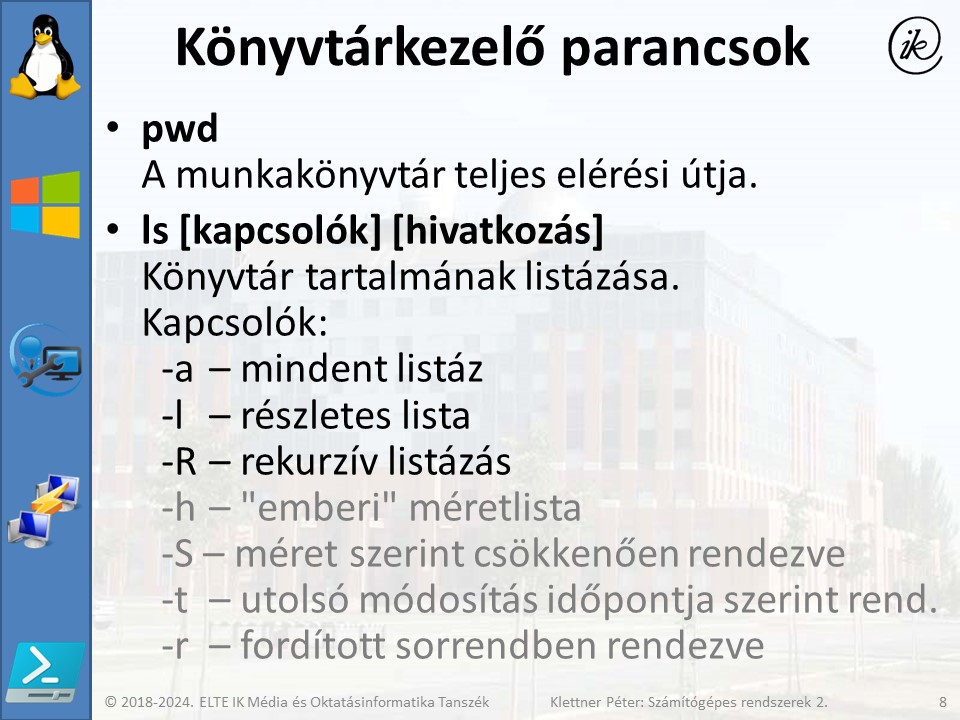 Könyvtárkezelő parancsok
ik
• pwd
A munkakönyvtár teljes elérési útja.
• ls [kapcsolók] [hivatkozás]
Könyvtár tartalmának listázása.
Kapcsolók:
-a – mindent listáz
-l – részletes lista
-R – rekurzív listázás
-h – "emberi" méretlista
-S – méret szerint csökkenően rendezve
-t – utolsó módosítás időpontja szerint rend.
-r – fordított sorrendben rendezve
© 2018-2024. ELTE IK Média és Oktatásinformatika Tanszék Klettner Péter: Számítógépes rendszerek 2. 8